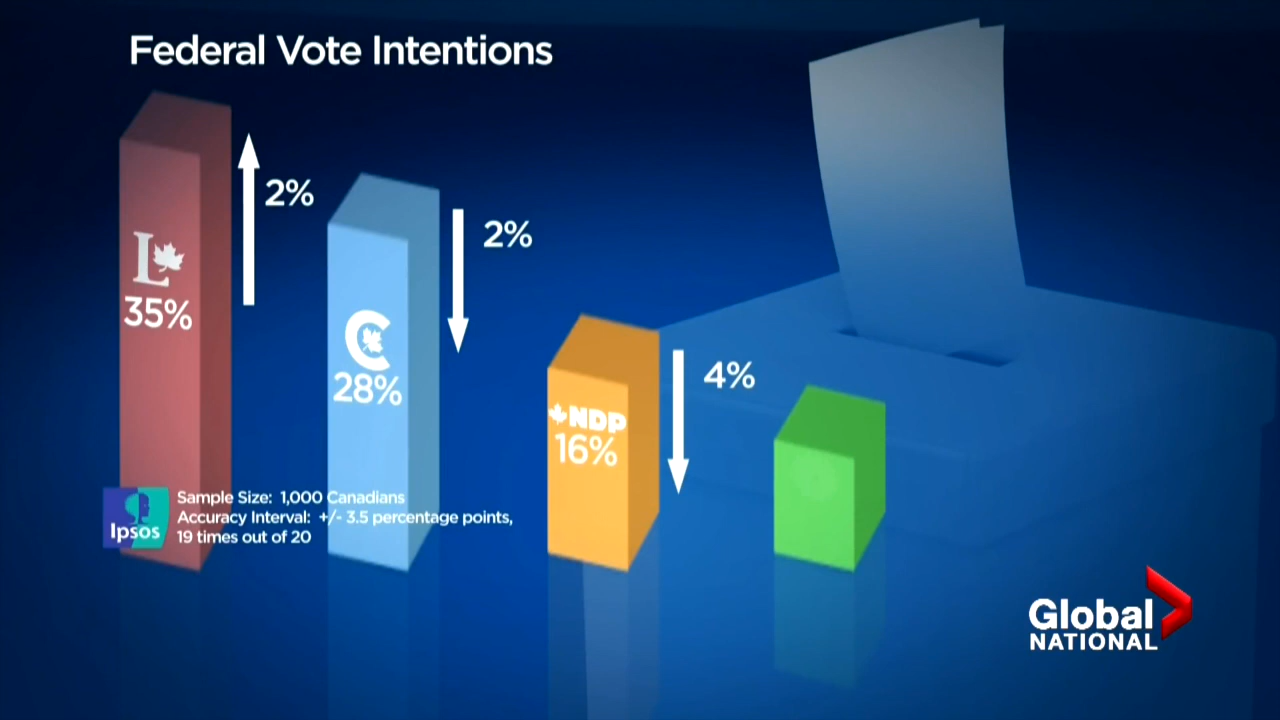 Federal Vote Intentions
2%
2%
L
35%
C
28%
4%
NDP
16%
Sample Size: 1,000 Canadians
Accuracy Interval: +/- 3.5 percentage points,
19 times out of 20
Ipsos
Global
NATIONAL